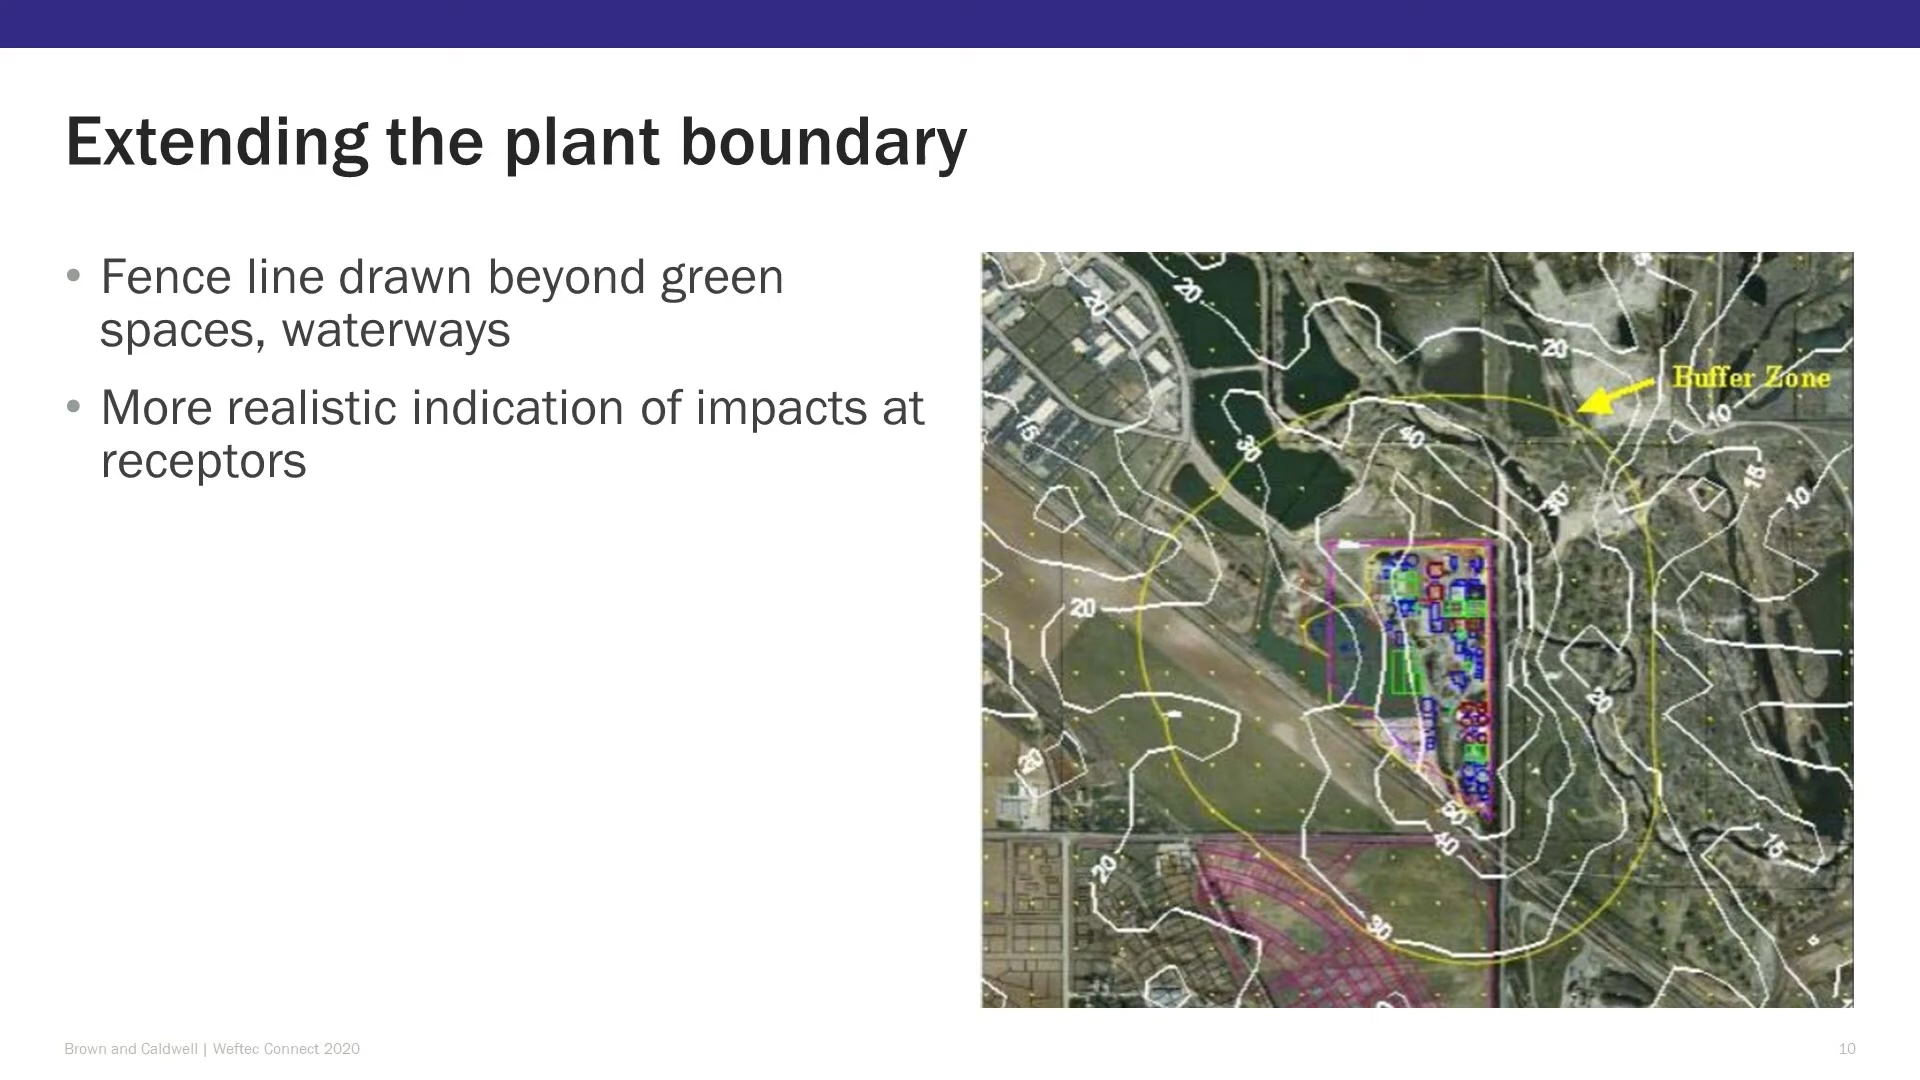 Extending the plant boundary
• Fence line drawn beyond green
spaces, waterways
• More realistic indication of impacts at
receptors
20
20
20
Buffer Zone
10
15
30
40
30
15
10
20
20
20
50
40
15
20
30
Brown and Caldwell | Weftec Connect 2020
10